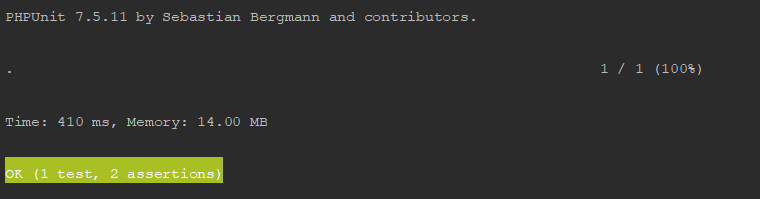 PHPUnit 7.5.11 by Sebastian Bergmann and contributors.
. 1 / 1 (100%)
Time: 410 ms, Memory: 14.00 MB
OK (1 test, 2 assertions)